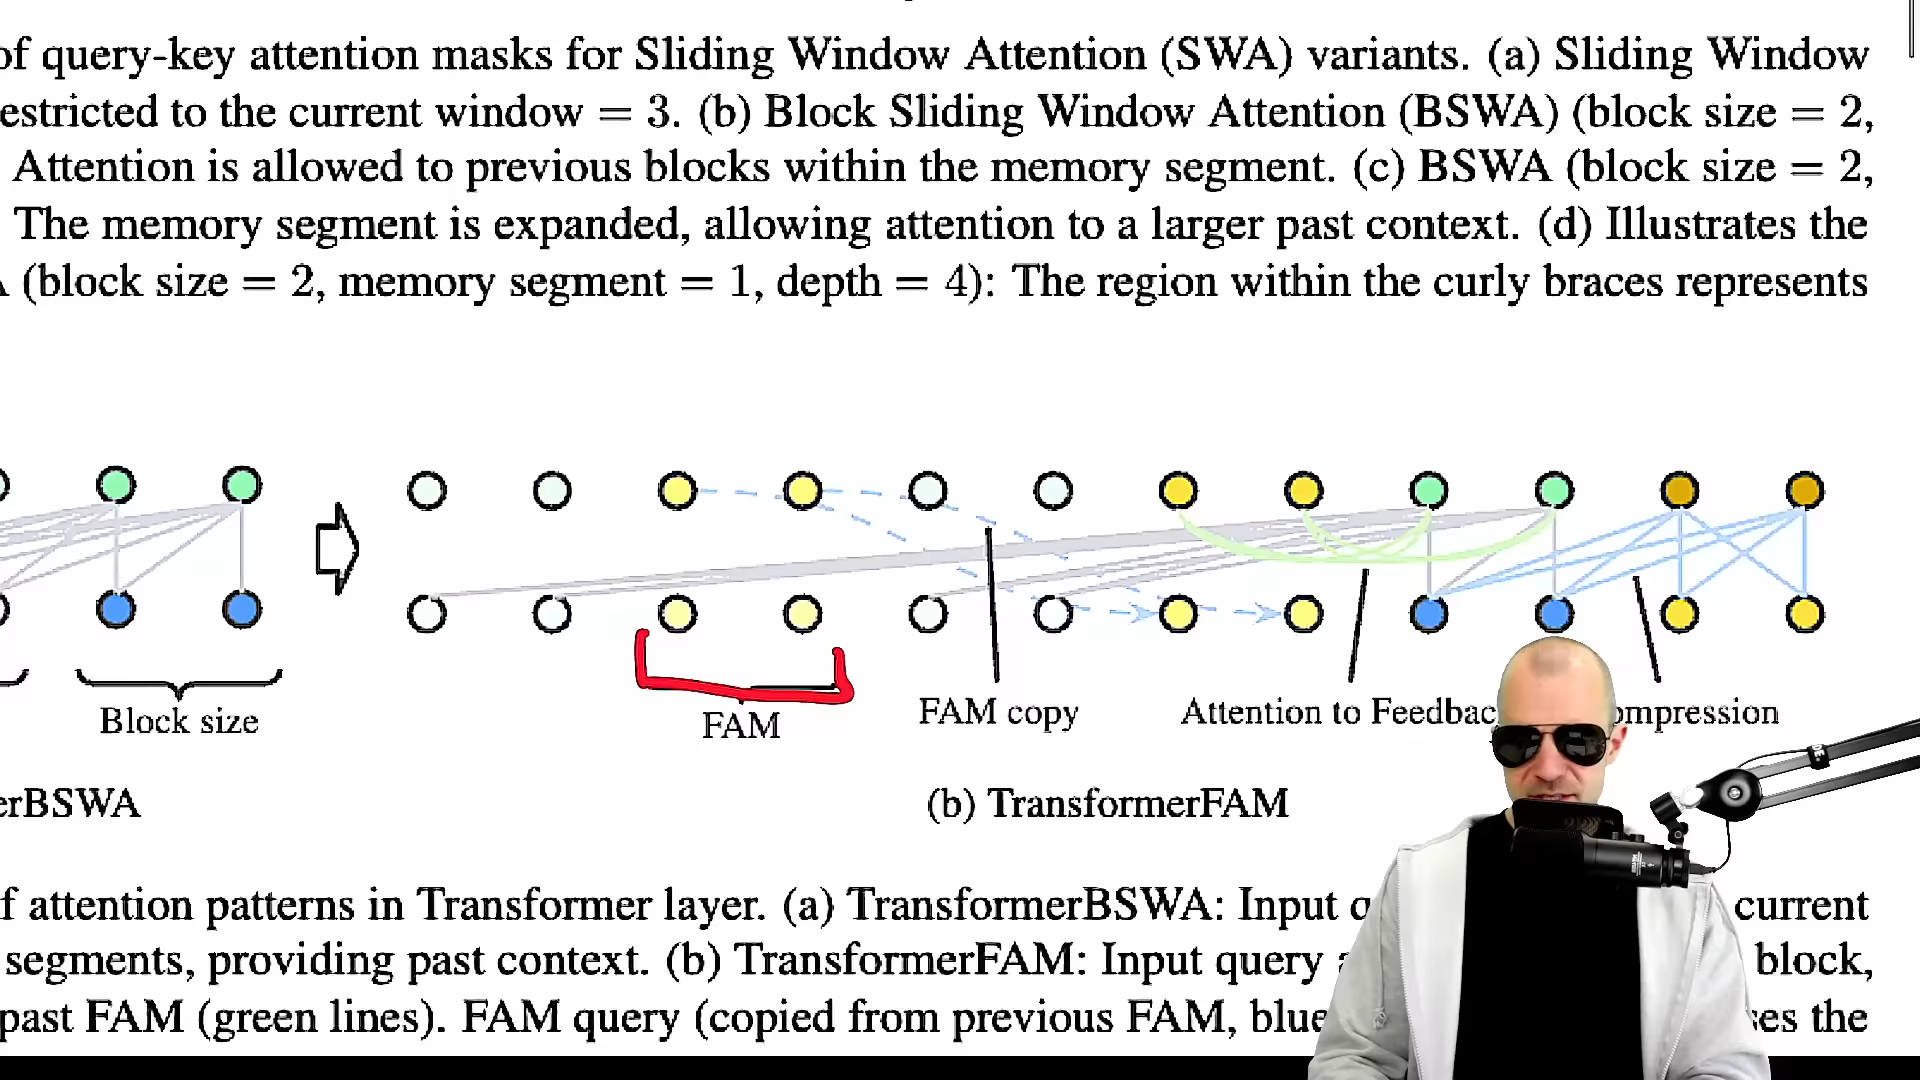 of query-key attention masks for Sliding Window Attention (SWA) variants. (a) Sliding Window
estricted to the current window = 3. (b) Block Sliding Window Attention (BSWA) (block size = 2,
Attention is allowed to previous blocks within the memory segment. (c) BSWA (block size = 2,
The memory segment is expanded, allowing attention to a larger past context. (d) Illustrates the
(block size = 2, memory segment = 1, depth = 4): The region within the curly braces represents
Block size
FAM
FAM copy
Attention to Feedbac
ompression
erBSWA
(b) TransformerFAM
f attention patterns in Transformer layer. (a) TransformerBSWA: Input current
segments, providing past context. (b) TransformerFAM: Input query block,
past FAM (green lines). FAM query (copied from previous FAM, blue ses the